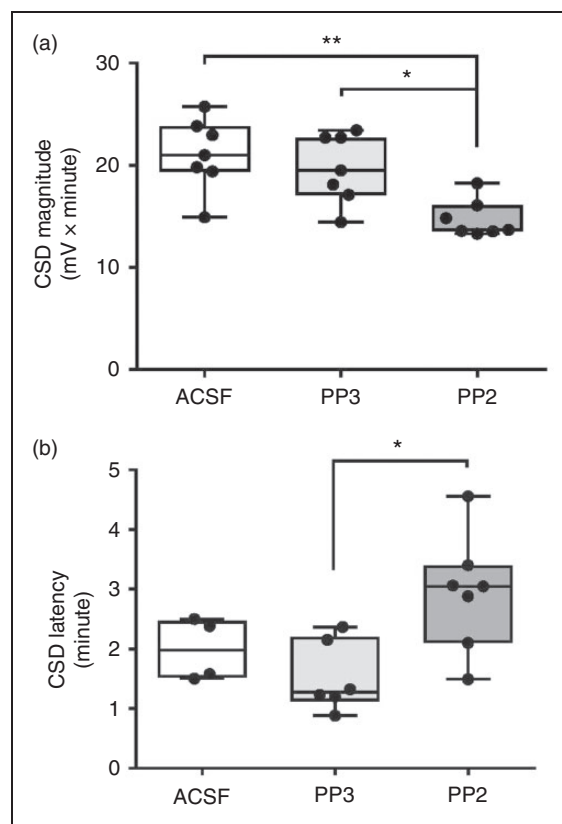 (a)
**
*
30
20
10
0
CSD magnitude
(mV × minute)
ACSF PP3 PP2
(b)
*
5
4
3
2
1
0
CSD latency
(minute)
ACSF PP3 PP2